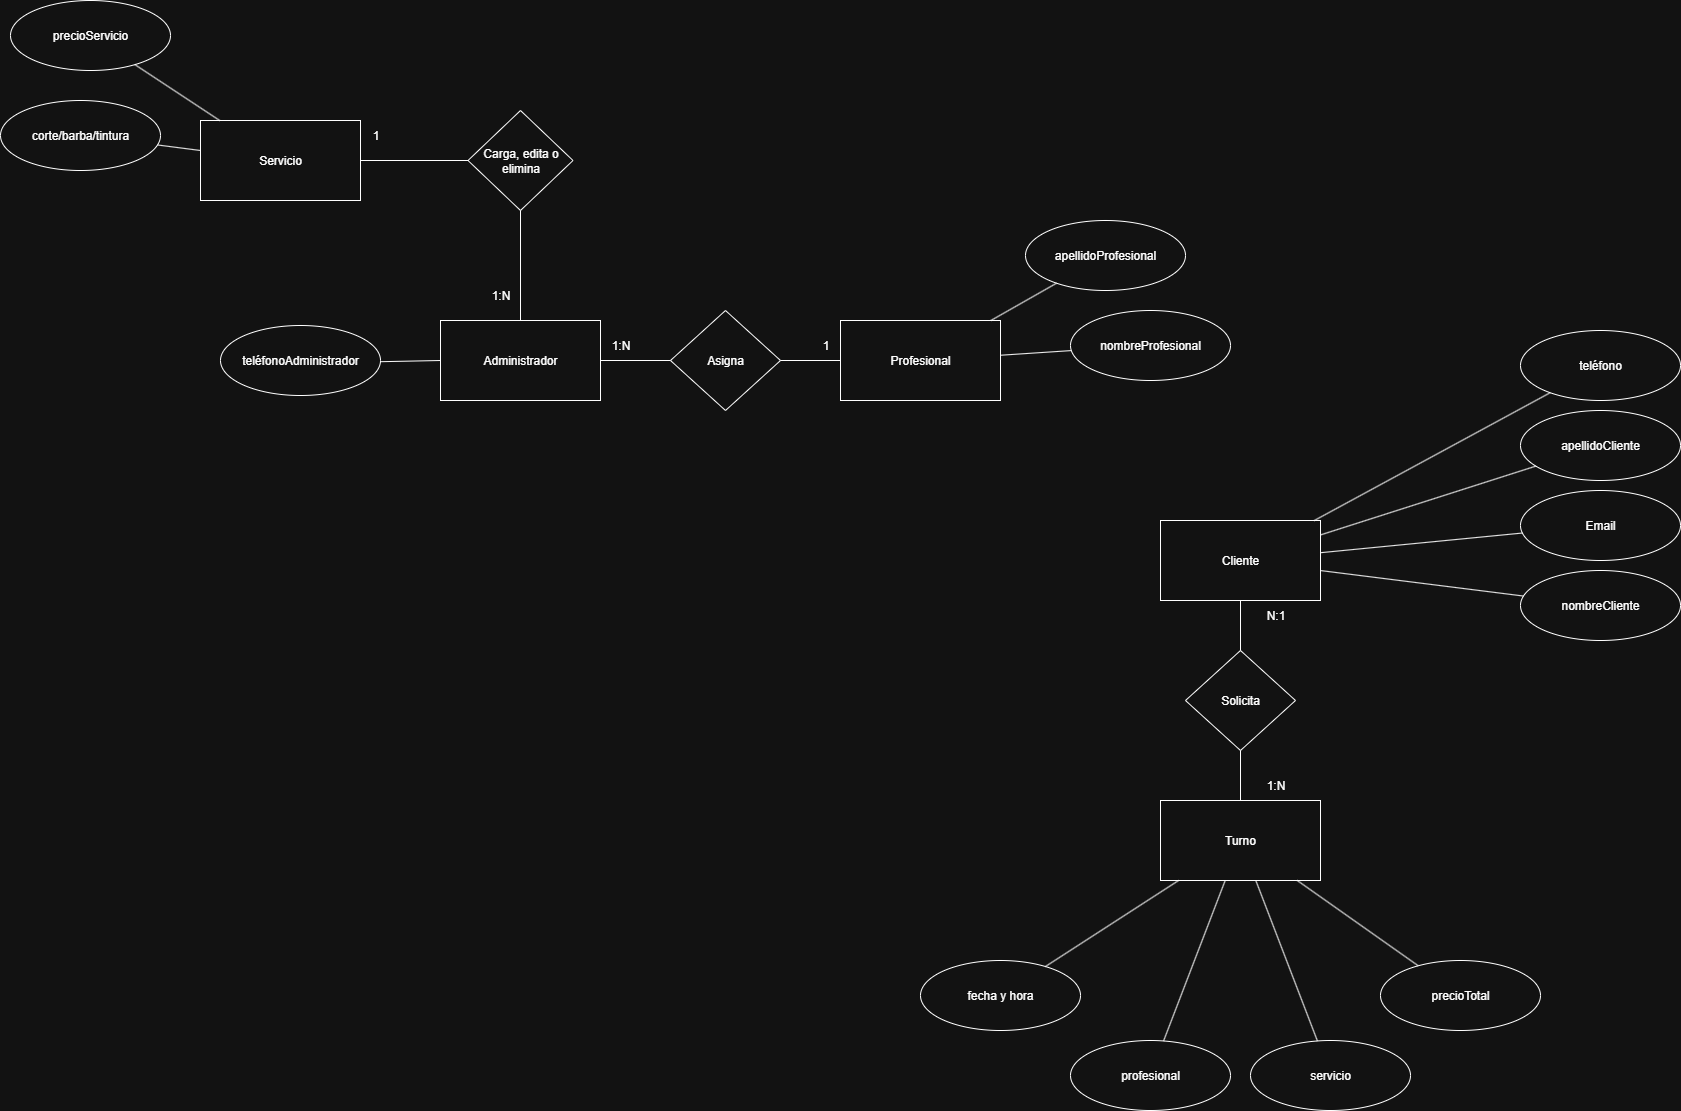 precioServicio
corte/barba/tintura
Servicio
1
Carga, edita o
elimina
1:N
teléfonoAdministrador
Administrador
1:N
Asigna
1
Profesional
apellidoProfesional
nombreProfesional
teléfono
apellidoCliente
Email
nombreCliente
Cliente
N:1
Solicita
1:N
Turno
fecha y hora
profesional
servicio
precioTotal